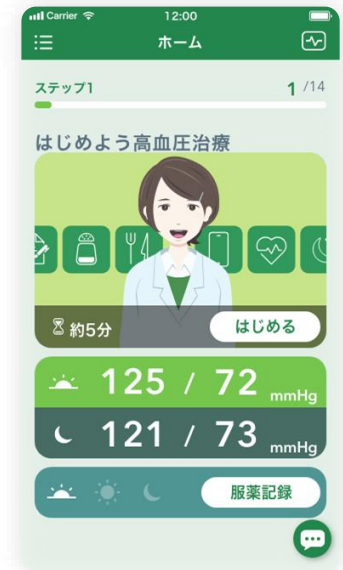 Carrier 12:00
ホーム
ステップ1 1 /14
はじめよう高血圧治療
約5分 はじめる
125 / 72 mmHg
121 / 73 mmHg
服薬記録